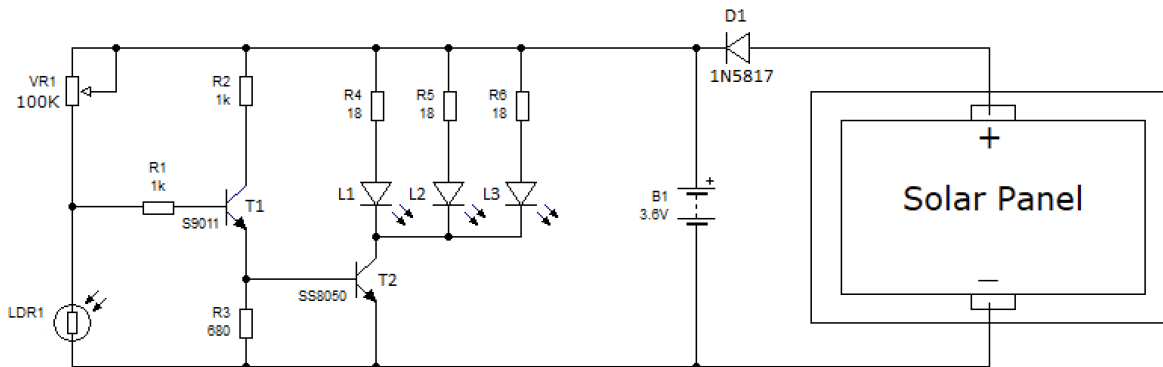 D1
1N5817
VR1
100K
R2
1k
R4
18
R5
18
R6
18
+
Solar Panel
−
R1
1k
T1
S9011
L1
L2
L3
+
B1
3.6V
T2
SS8050
LDR1
R3
680